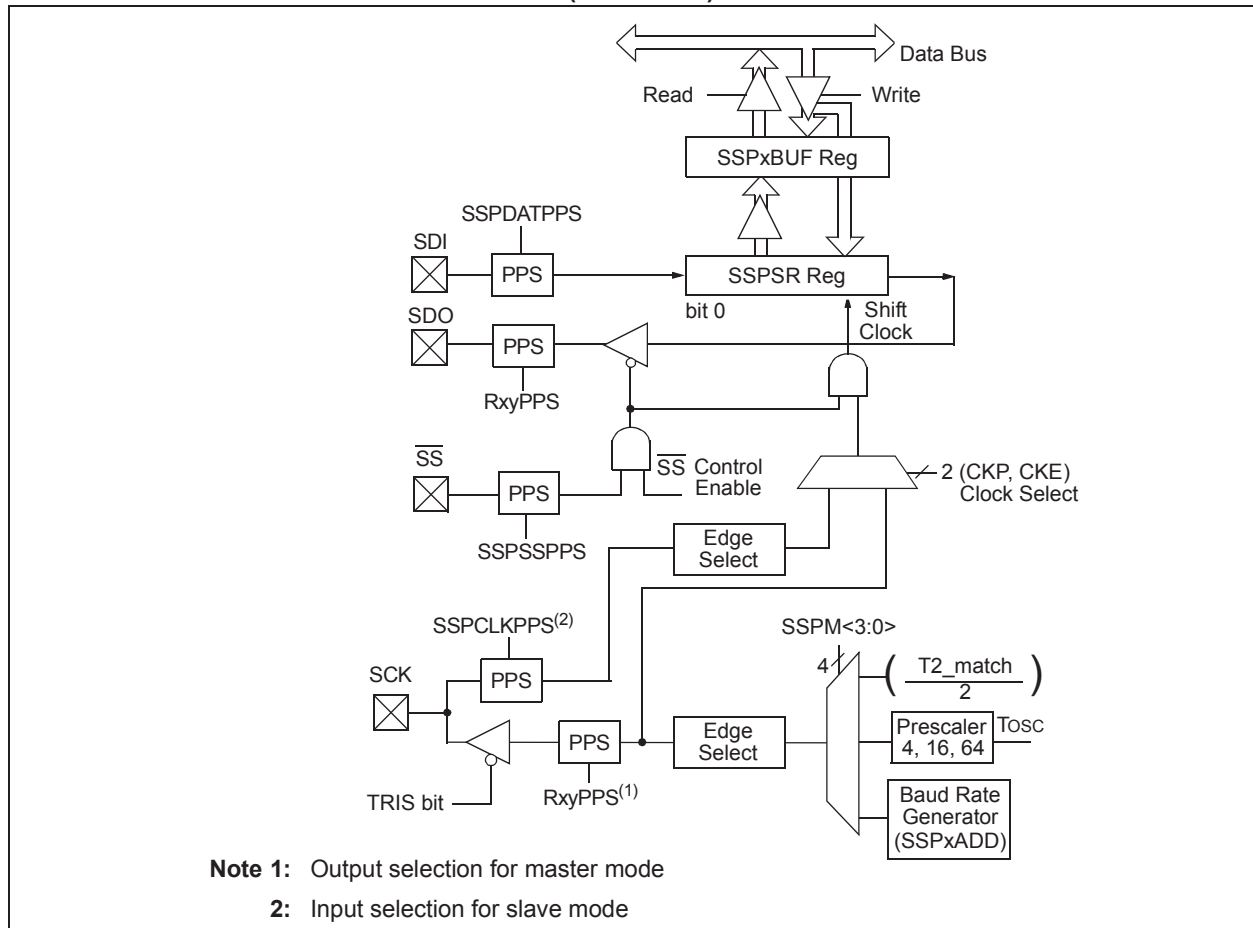 Data Bus
Read
Write
SSPxBUF Reg
SSPDATPPS
SDI
PPS
SSPSR Reg
bit 0
Shift
Clock
SDO
PPS
RxyPPS
SS
PPS
SS Control
Enable
2 (CKP, CKE)
Clock Select
SSPSSPPS
Edge
Select
SSPCLKPPS(2)
SSPM<3:0>
4
SCK
PPS
( T2_match
2 )
PPS
Edge
Select
Prescaler
4, 16, 64
TOSC
TRIS bit
RxyPPS(1)
Baud Rate
Generator
(SSPxADD)
Note 1: Output selection for master mode
2: Input selection for slave mode